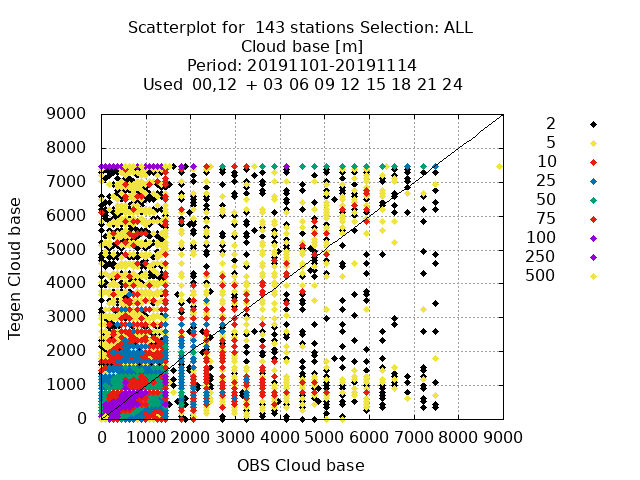 Scatterplot for  143 stations Selection: ALL
Cloud base [m]
Period: 20191101-20191114
Used  00,12  + 03 06 09 12 15 18 21 24
9000
8000
7000
6000
5000
4000
3000
2000
1000
0
Tegen Cloud base
0 1000 2000 3000 4000 5000 6000 7000 8000 9000
OBS Cloud base
2
5
10
25
50
75
100
250
500